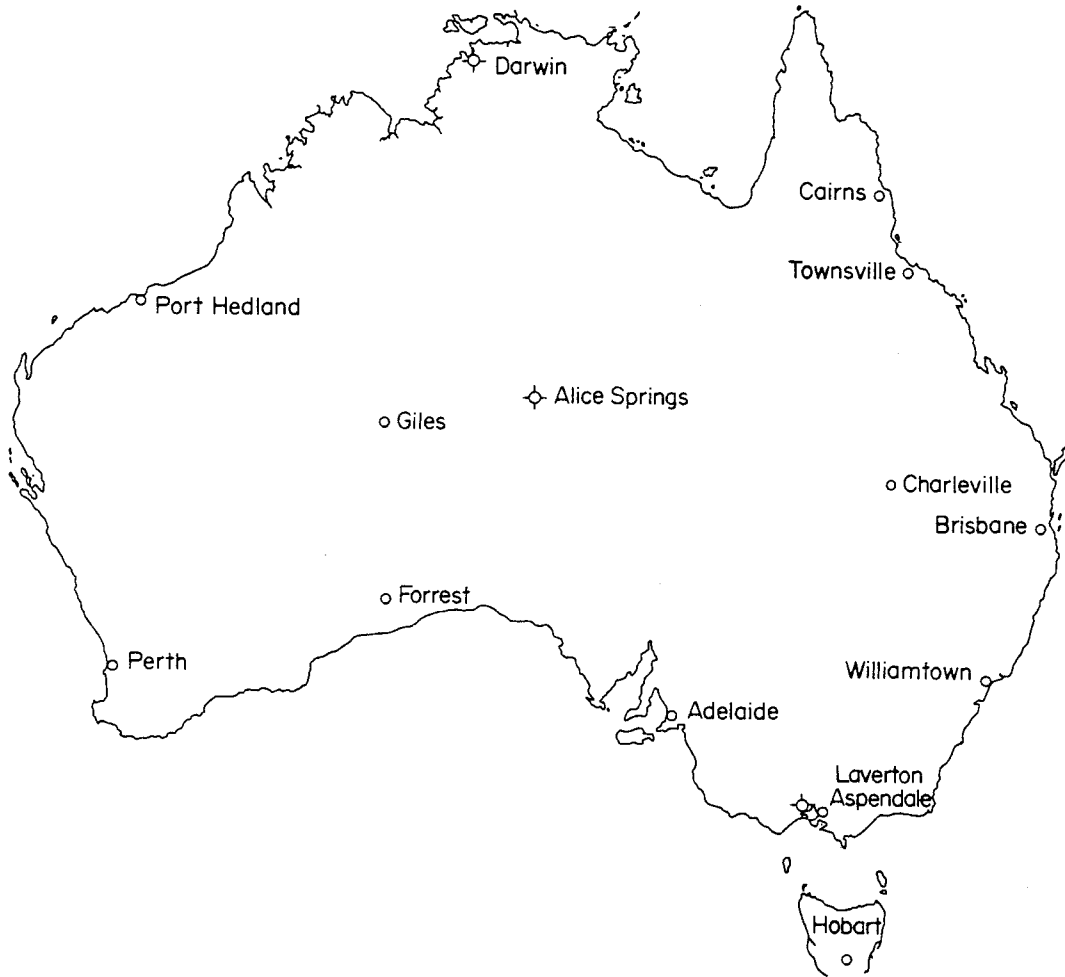 Darwin
Cairns
Townsville
Port Hedland
Alice Springs
Giles
Charleville
Brisbane
Forrest
Perth
Williamtown
Adelaide
Laverton
Aspendale
Hobart